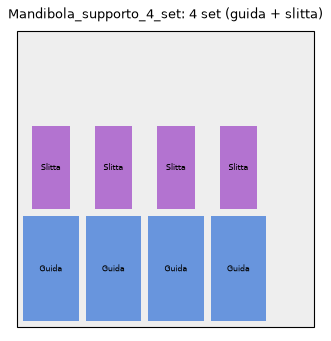 Mandibola_supporto_4_set: 4 set (guida + slitta)
Slitta Slitta Slitta Slitta
Guida Guida Guida Guida